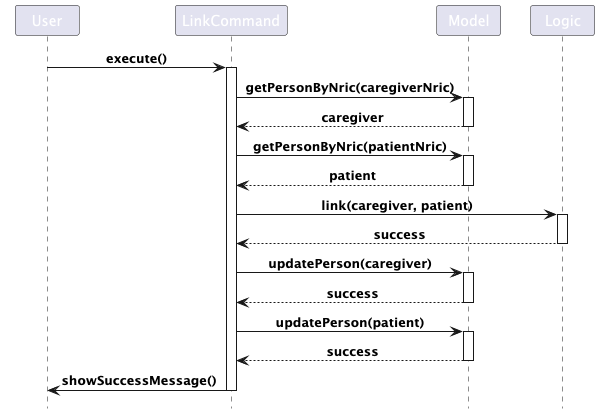 User
LinkCommand
Model
Logic
execute()
getPersonByNric(caregiverNric)
caregiver
getPersonByNric(patientNric)
patient
link(caregiver, patient)
success
updatePerson(caregiver)
success
updatePerson(patient)
success
showSuccessMessage()